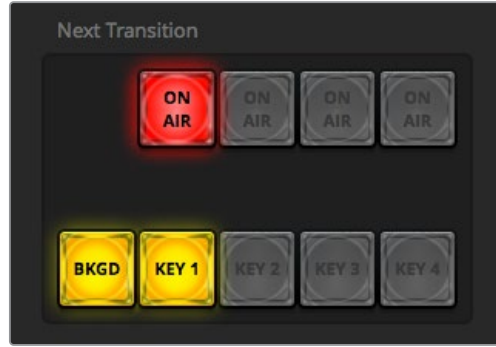 Next Transition
ON AIR ON AIR ON AIR ON AIR
BKGD KEY 1 KEY 2 KEY 3 KEY 4